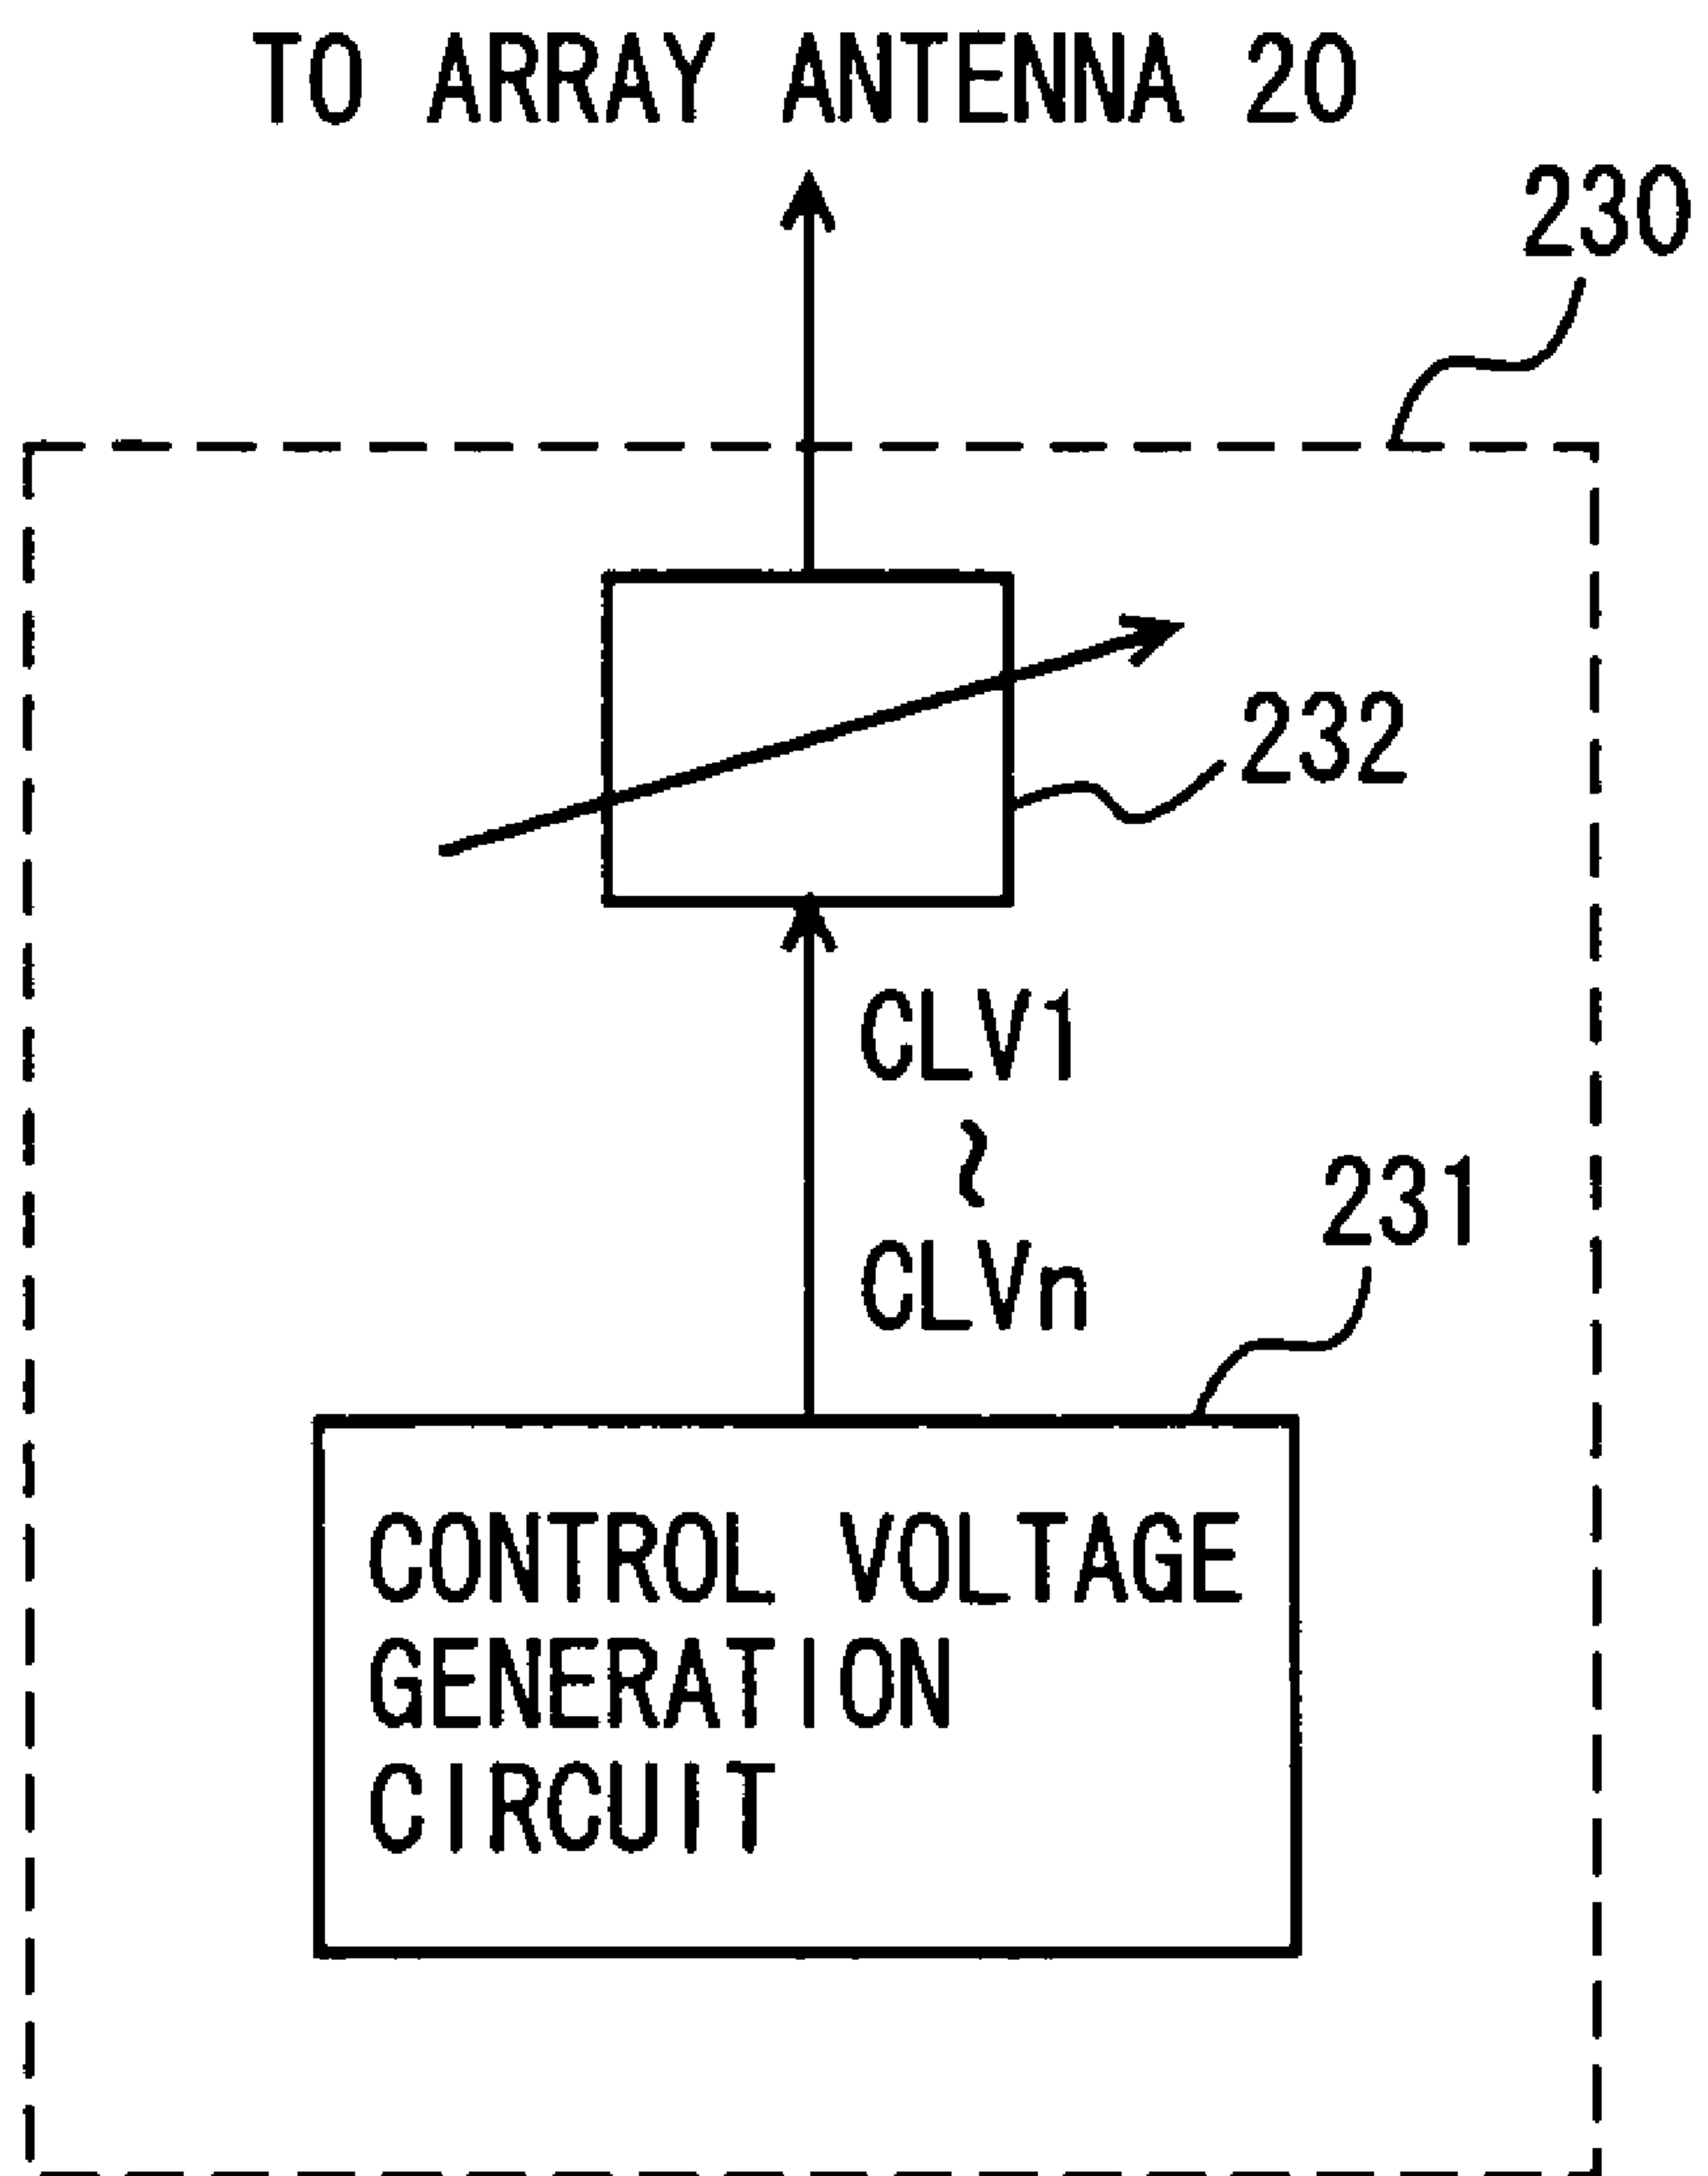 TO ARRAY ANTENNA 20
230
232
CLV1
~
CLVn
231
CONTROL VOLTAGE
GENERATION
CIRCUIT